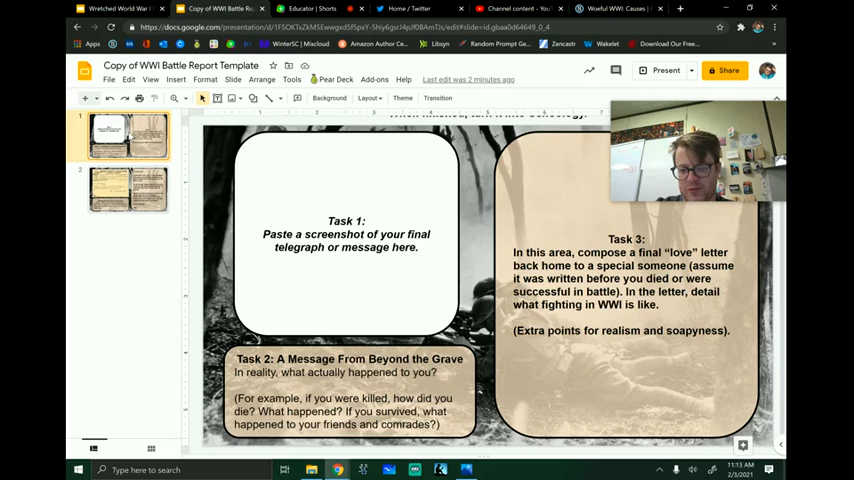 Wretched World War I
Copy of WWI Battle Re
Educator | Shorts
Home / Twitter
Channel content - YouT
Woeful WWI: Causes |
https://docs.google.com/presentation/d/
Apps
WinterSC | Mixcloud
Amazon Author Cer
Libsyn
Random Prompt Ge
Zencastr
Wakelet
Download Our Free
Copy of WWI Battle Report Template
File Edit View Insert Format Slide Arrange Tools Pear Deck Add-ons Help Last edit was 2 minutes ago
Present
Share
Background Layout Theme Transition
1
2
Task 1:
Paste a screenshot of your final
telegraph or message here.
Task 2: A Message From Beyond the Grave
In reality, what actually happened to you?
(For example, if you were killed, how did you
die? What happened? If you survived, what
happened to your friends and comrades?)
Task 3:
In this area, compose a final “love” letter
back home to a special someone (assume
it was written before you died or were
successful in battle). In the letter, detail
what fighting in WWI is like.
(Extra points for realism and soapyness).
Type here to search
11:13 AM
2/3/2021